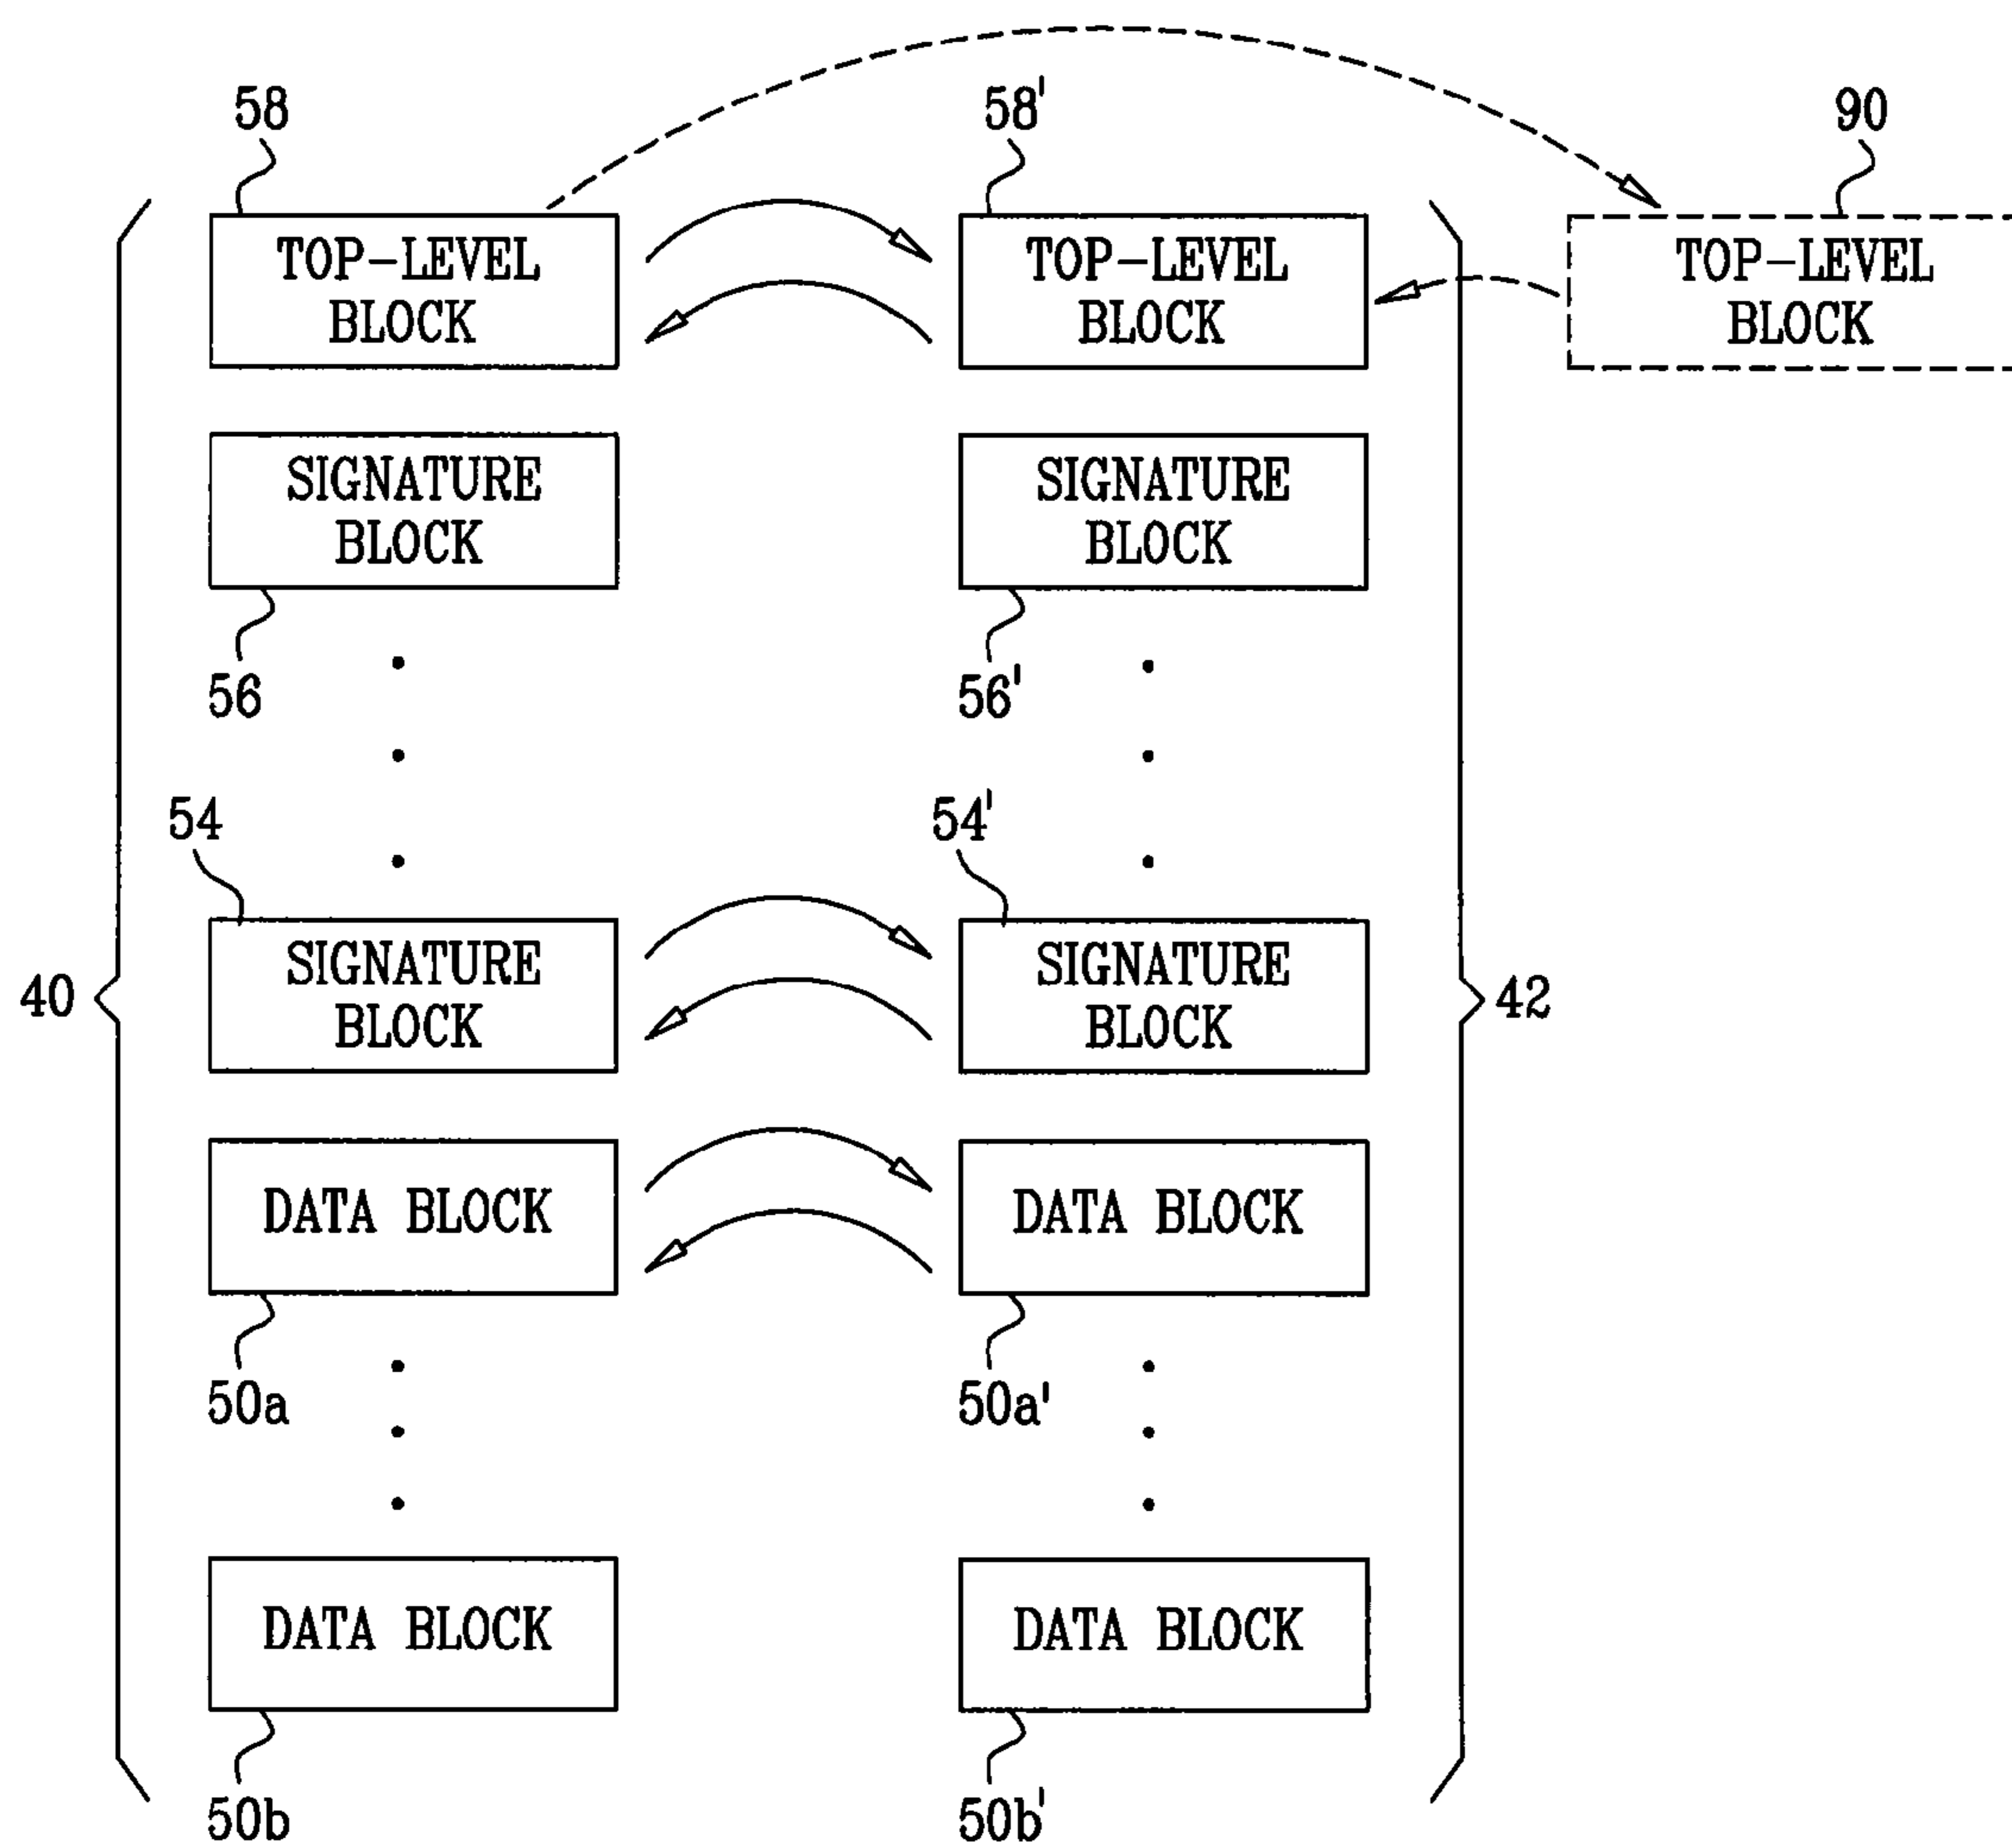 58
58'
90
TOP-LEVEL
BLOCK
TOP-LEVEL
BLOCK
TOP-LEVEL
BLOCK
SIGNATURE
BLOCK
SIGNATURE
BLOCK
56
56'
54
54'
SIGNATURE
BLOCK
SIGNATURE
BLOCK
40
42
DATA BLOCK
DATA BLOCK
50a
50a'
DATA BLOCK
DATA BLOCK
50b
50b'